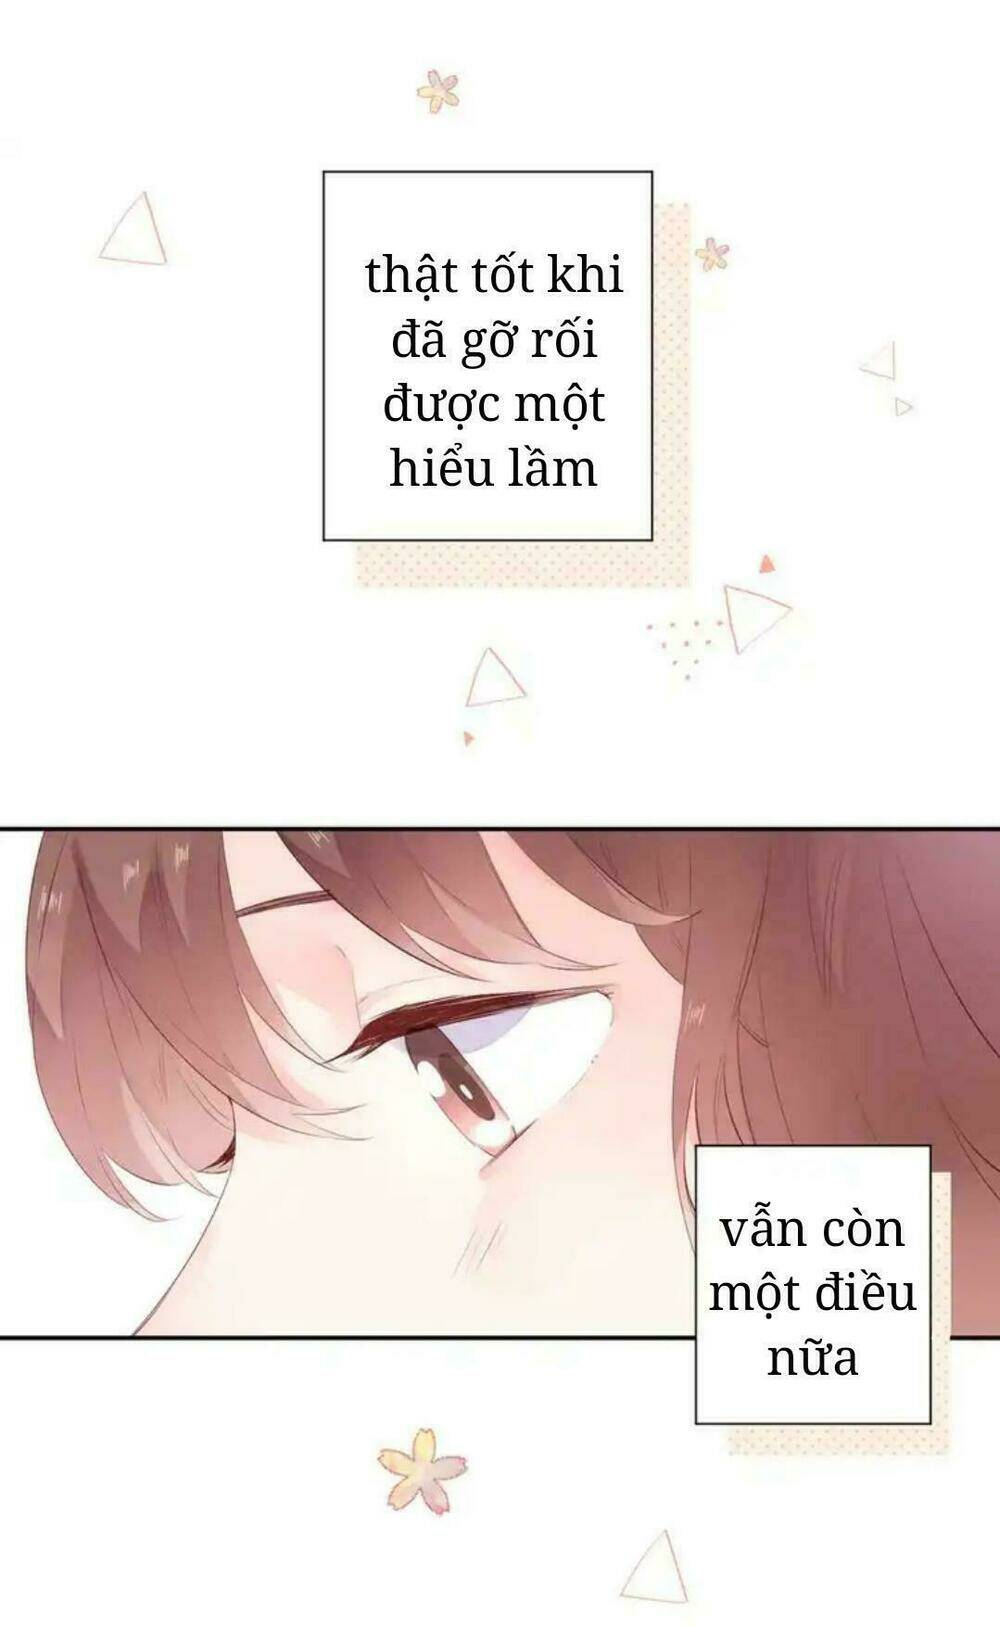 thật tốt khi
đã gỡ rối
được một
hiểu lầm
vẫn còn
một điều
nữa